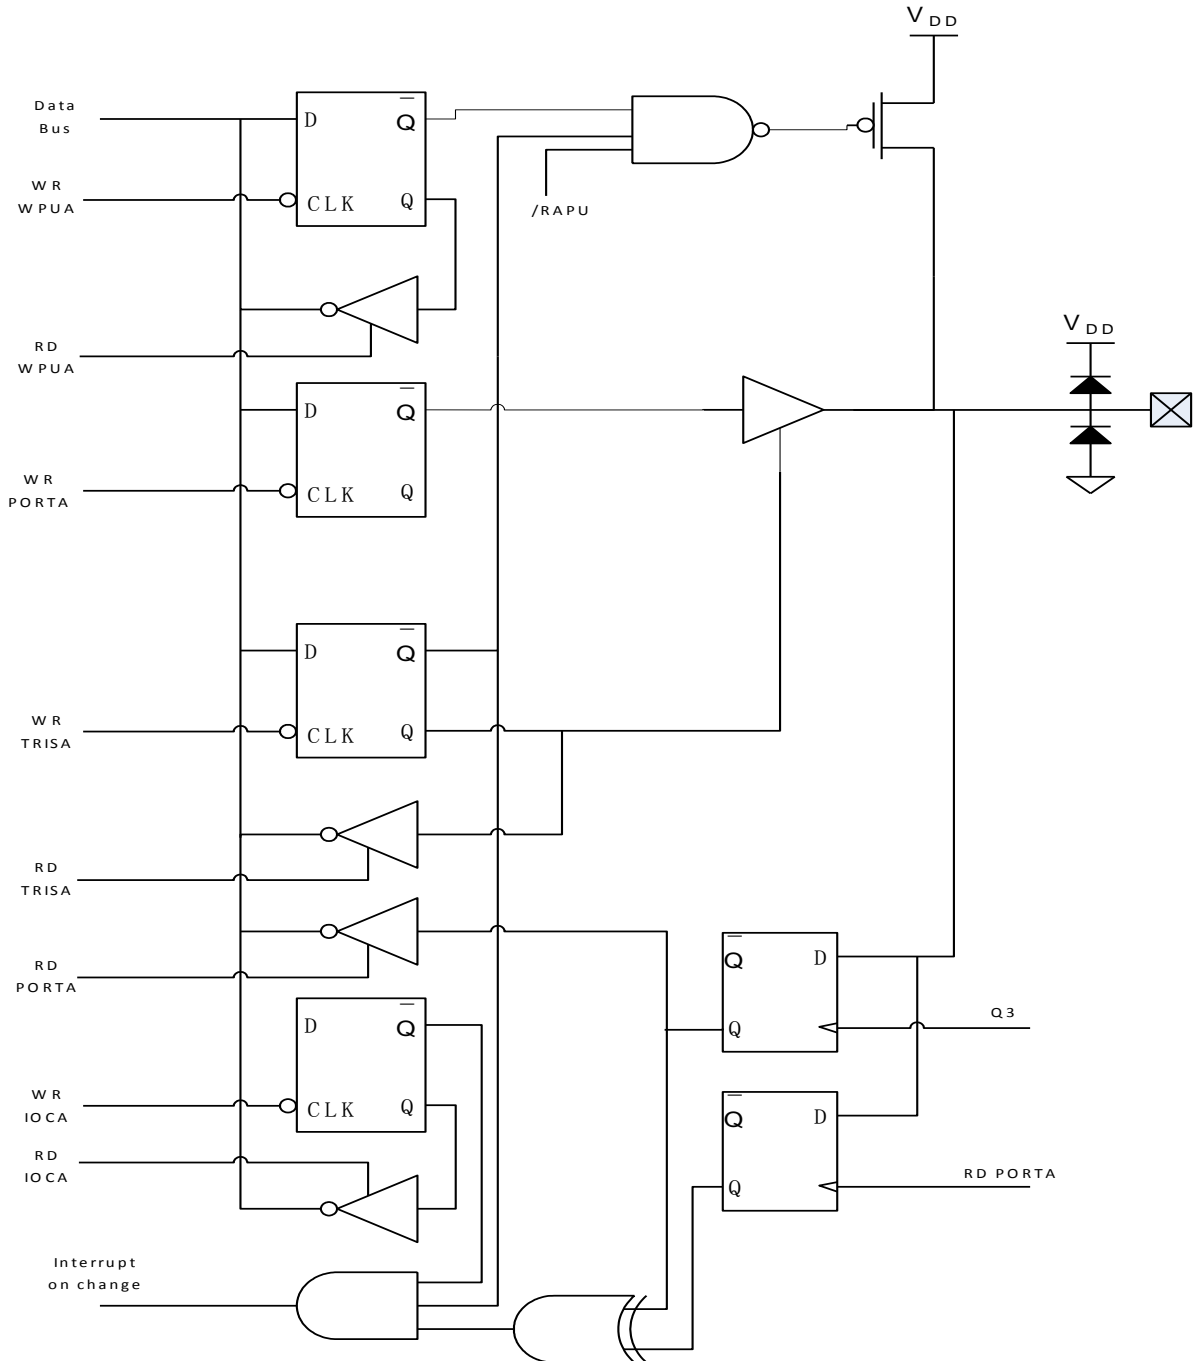 V DD
Data
Bus
D
Q
WR
WPUA
CLK
Q
/RAPU
RD
WPUA
V DD
D
Q
WR
PORTA
CLK
Q
D
Q
WR
TRISA
CLK
Q
RD
TRISA
RD
PORTA
Q
D
Q
Q3
D
Q
WR
IOCA
CLK
Q
Q
D
RD
IOCA
Q
RD PORTA
Interrupt
on change